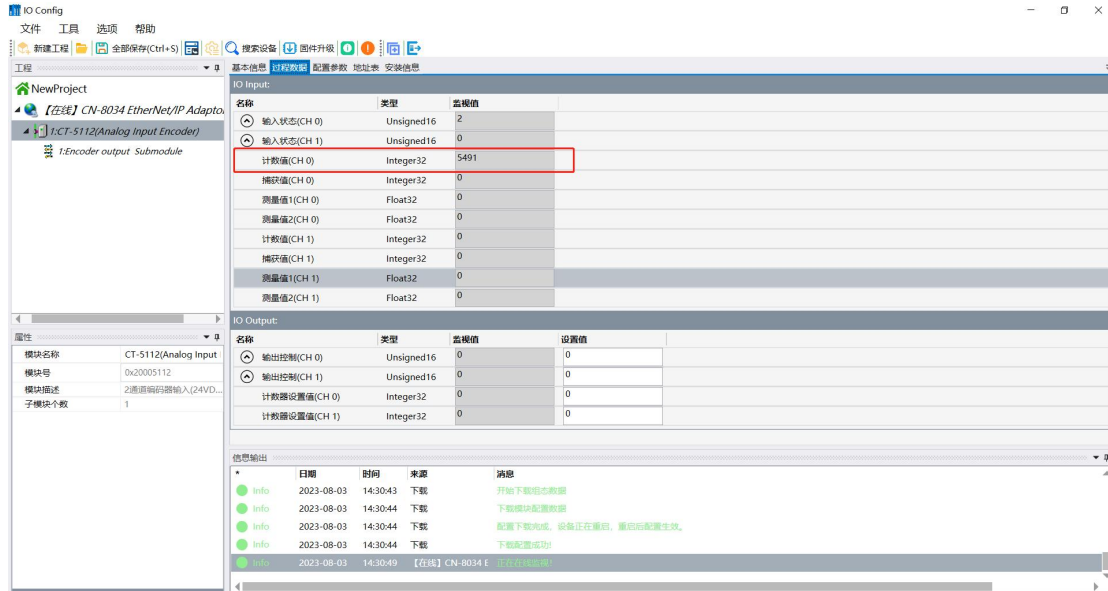 IO Config
文件 工具 选项 帮助
新建工程 全部保存(Ctrl+S) 搜索设备 固件升级
工程
NewProject
【在线】CN-8034 EtherNet/IP Adapto
1:CT-5112(Analog Input Encoder)
1:Encoder output Submodule
属性
模块名称 CT-5112(Analog Input
模块号 0x20005112
模块描述 2通道编码器输入(24VD...
子模块个数 1
基本信息 过程数据 配置参数 地址表 安装信息
IO Input:
名称 类型 监视值
输入状态(CH 0) Unsigned16 2
输入状态(CH 1) Unsigned16 0
计数值(CH 0) Integer32 5491
捕获值(CH 0) Integer32 0
测量值1(CH 0) Float32 0
测量值2(CH 0) Float32 0
计数值(CH 1) Integer32 0
捕获值(CH 1) Integer32 0
测量值1(CH 1) Float32 0
测量值2(CH 1) Float32 0
IO Output:
名称 类型 监视值 设置值
输出控制(CH 0) Unsigned16 0 0
输出控制(CH 1) Unsigned16 0 0
计数器设置值(CH 0) Integer32 0 0
计数器设置值(CH 1) Integer32 0 0
信息输出
* 日期 时间 来源 消息
Info 2023-08-03 14:30:43 下载 开始下载组态数据
Info 2023-08-03 14:30:44 下载 下载模块配置数据
Info 2023-08-03 14:30:44 下载 配置下载完成，设备正在重启，重启后配置生效。
Info 2023-08-03 14:30:44 下载 下载配置成功!
Info 2023-08-03 14:30:49 【在线】CN-8034 E 正在在线监视!